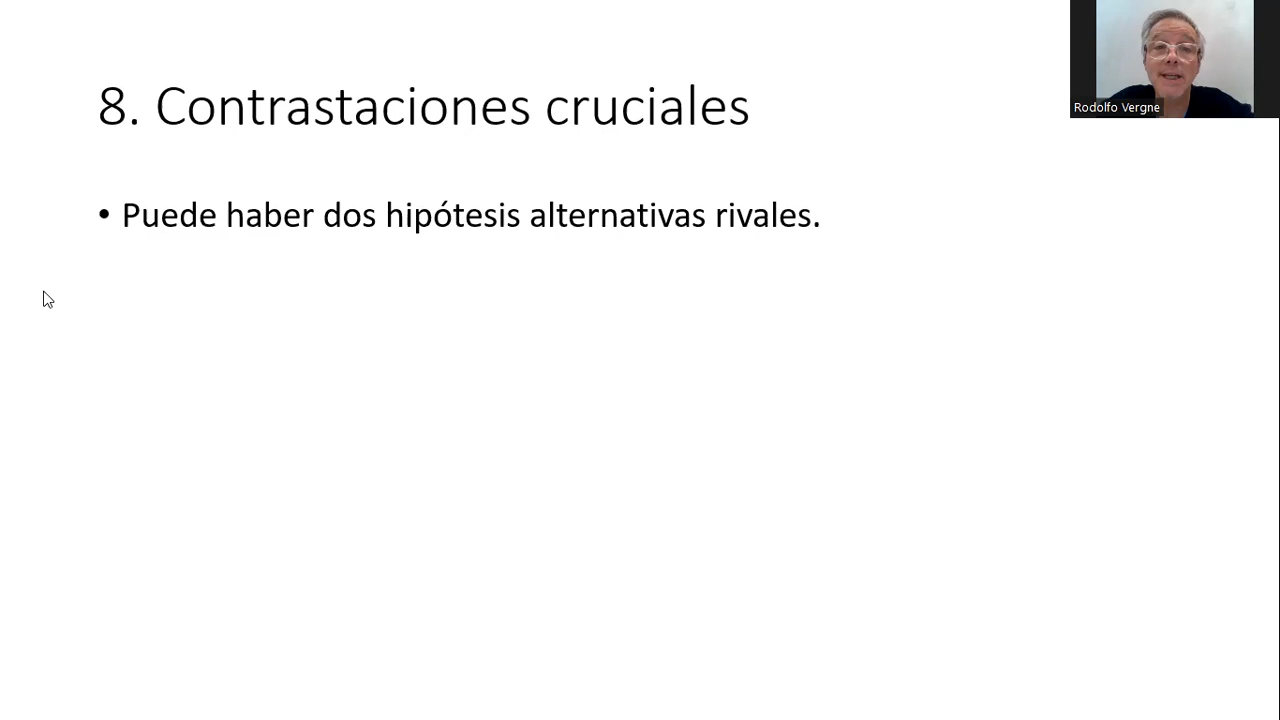 8. Contrastaciones cruciales
• Puede haber dos hipótesis alternativas rivales.
Rodolfo Vergne